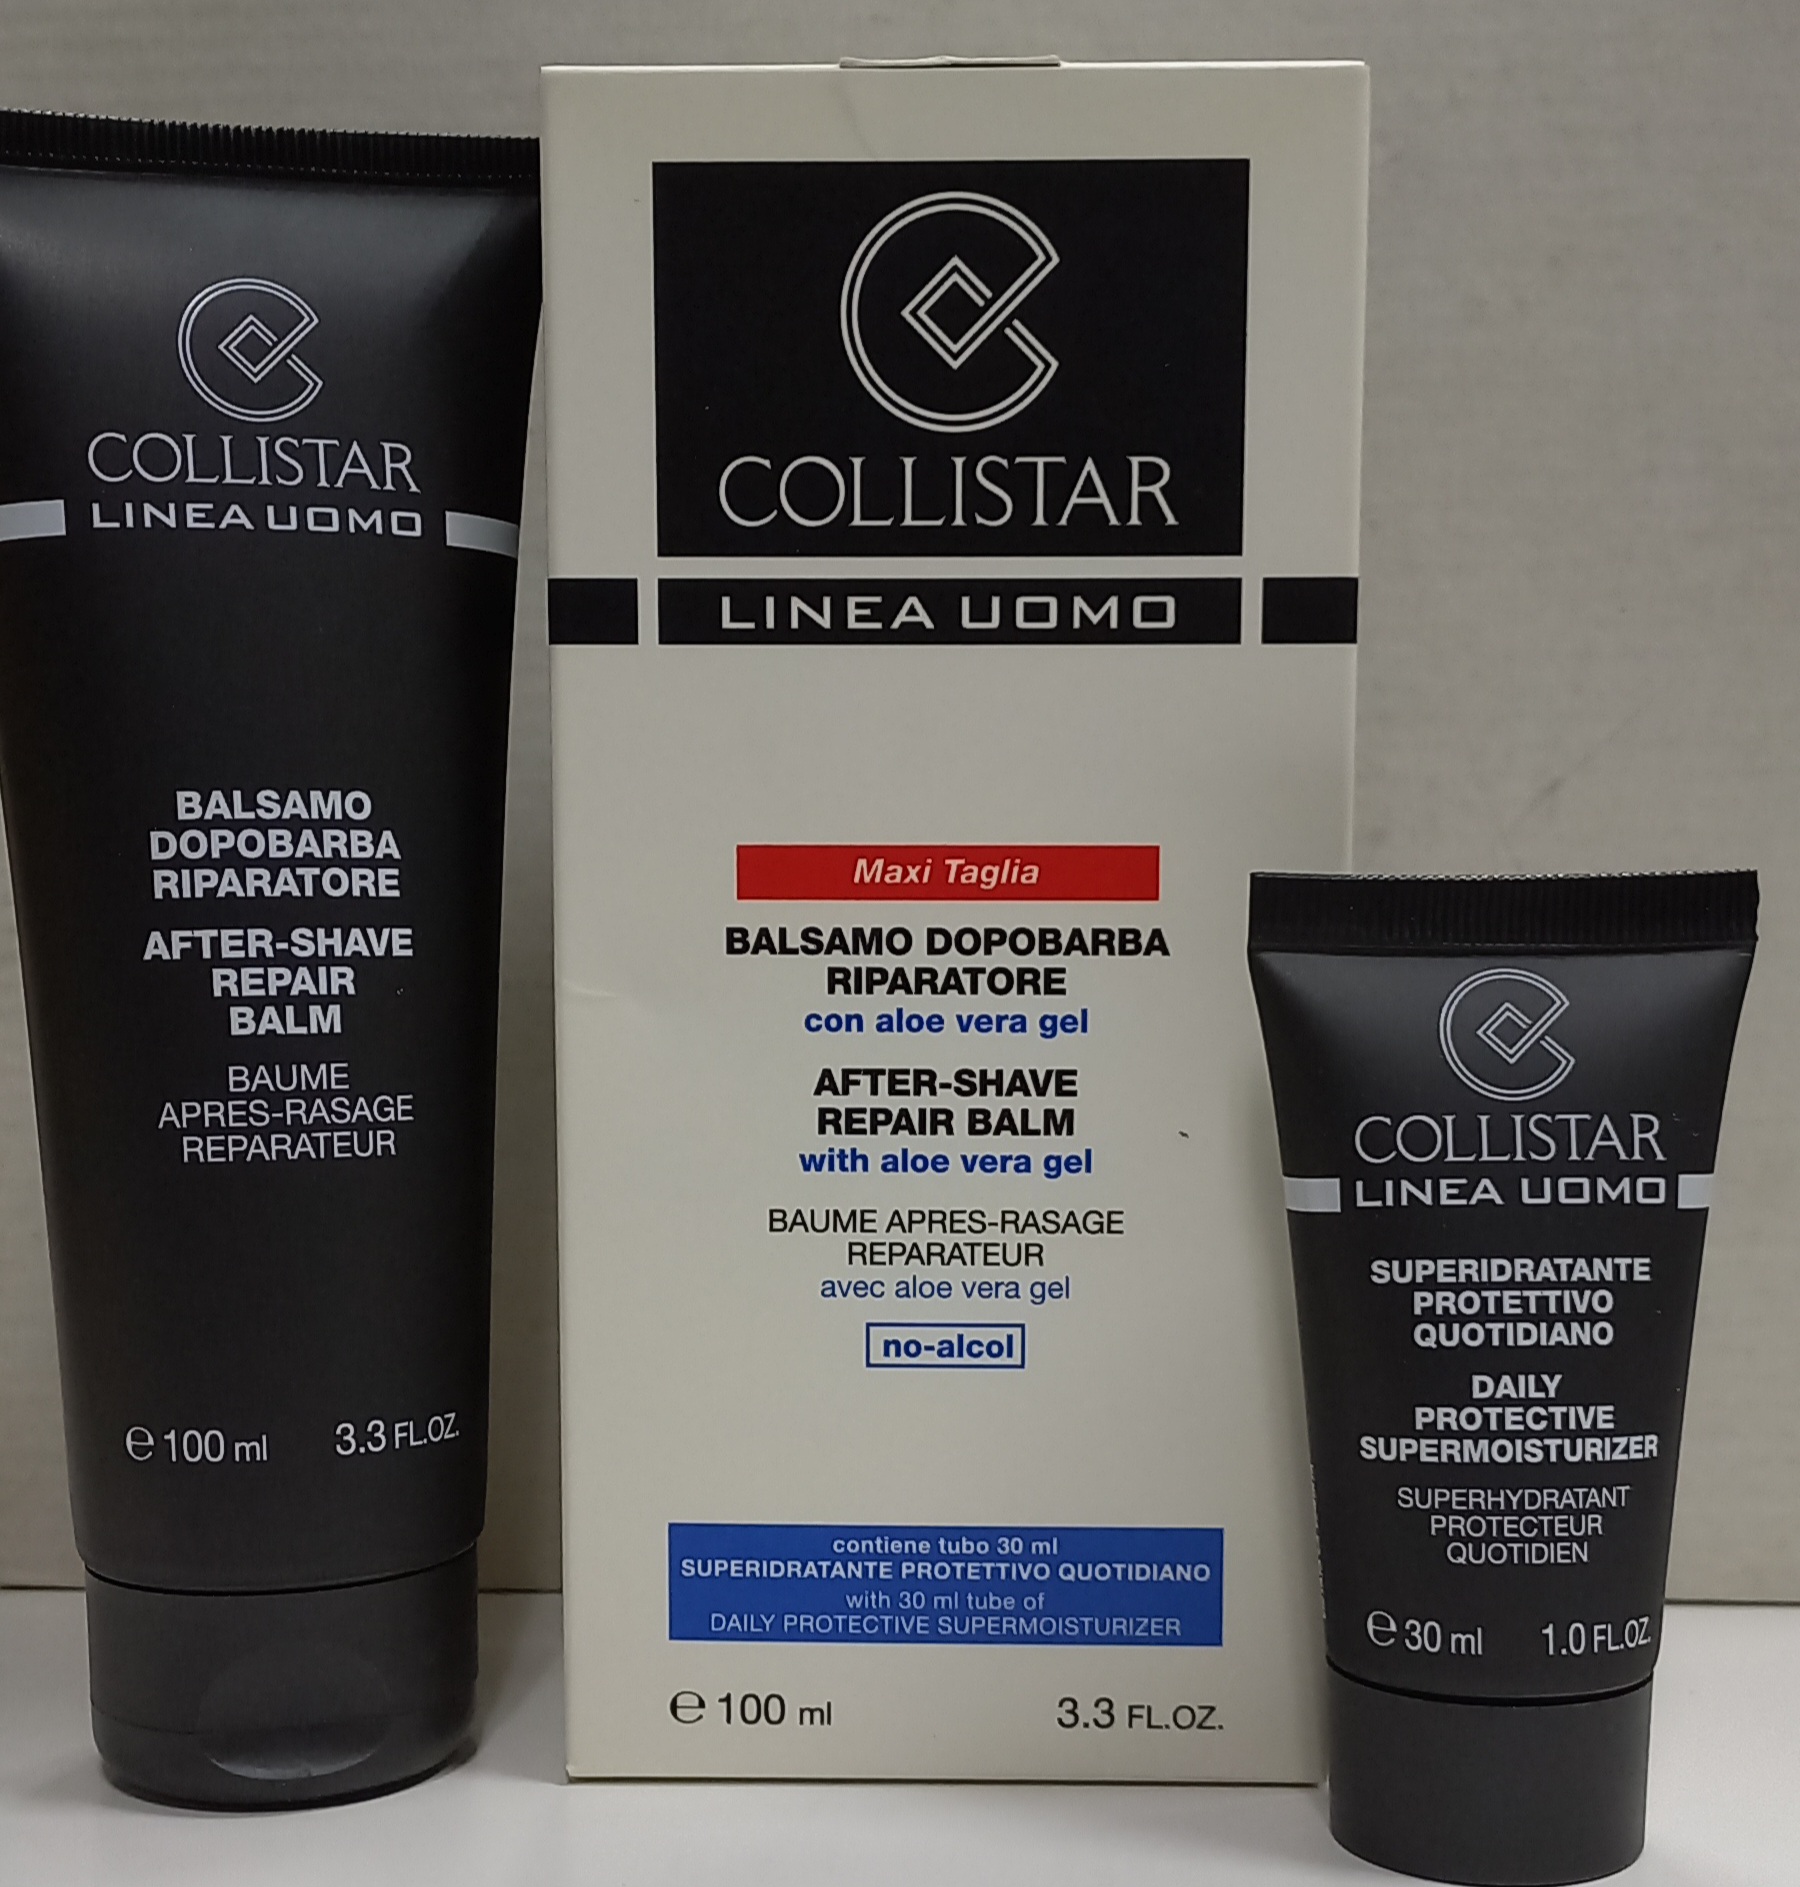 COLLISTAR
LINEA UOMO
BALSAMO
DOPOBARBA
RIPARATORE
AFTER-SHAVE
REPAIR
BALM
BAUME
APRES-RASAGE
REPARATEUR
℮ 100 ml 3.3 FL.OZ.
COLLISTAR
LINEA UOMO
Maxi Taglia
BALSAMO DOPOBARBA
RIPARATORE
con aloe vera gel
AFTER-SHAVE
REPAIR BALM
with aloe vera gel
BAUME APRES-RASAGE
REPARATEUR
avec aloe vera gel
no-alcol
contiene tubo 30 ml
SUPERIDRATANTE PROTETTIVO QUOTIDIANO
with 30 ml tube of
DAILY PROTECTIVE SUPERMOISTURIZER
℮ 100 ml 3.3 FL.OZ.
COLLISTAR
LINEA UOMO
SUPERIDRATANTE
PROTETTIVO
QUOTIDIANO
DAILY
PROTECTIVE
SUPERMOISTURIZER
SUPERHYDRATANT
PROTECTEUR
QUOTIDIEN
℮ 30 ml 1.0 FL.OZ.